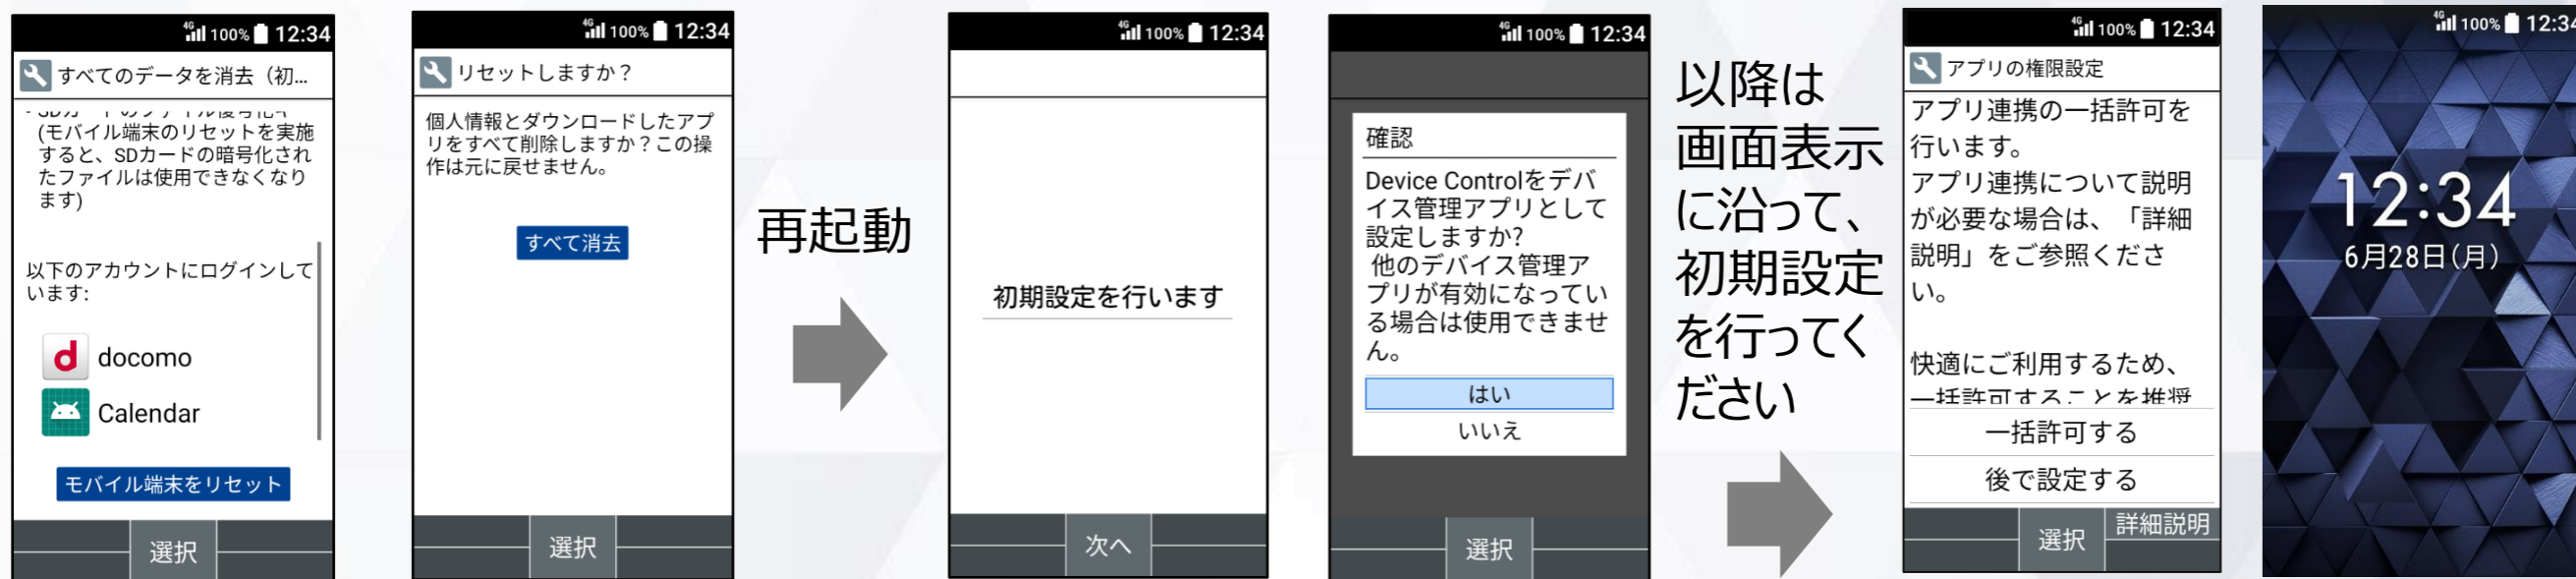 4G 100% 12:34
すべてのデータを消去（初...
(モバイル端末のリセットを実施
すると、SDカードの暗号化され
たファイルは使用できなくなり
ます)
以下のアカウントにログインして
います:
docomo
Calendar
モバイル端末をリセット
選択
4G 100% 12:34
リセットしますか？
個人情報とダウンロードしたアプ
リをすべて削除しますか？この操
作は元に戻せません。
すべて消去
選択
再起動
4G 100% 12:34
初期設定を行います
次へ
4G 100% 12:34
確認
Device Controlをデバ
イス管理アプリとして
設定しますか?
他のデバイス管理ア
プリが有効になってい
る場合は使用できませ
ん。
はい
いいえ
選択
以降は
画面表示
に沿って、
初期設定
を行ってく
ださい
4G 100% 12:34
アプリの権限設定
アプリ連携の一括許可を
行います。
アプリ連携について説明
が必要な場合は、「詳細
説明」をご参照くださ
い。
快適にご利用するため、
一括許可することを推奨
一括許可する
後で設定する
選択
詳細説明
4G 100% 12:34
12:34
6月28日(月)